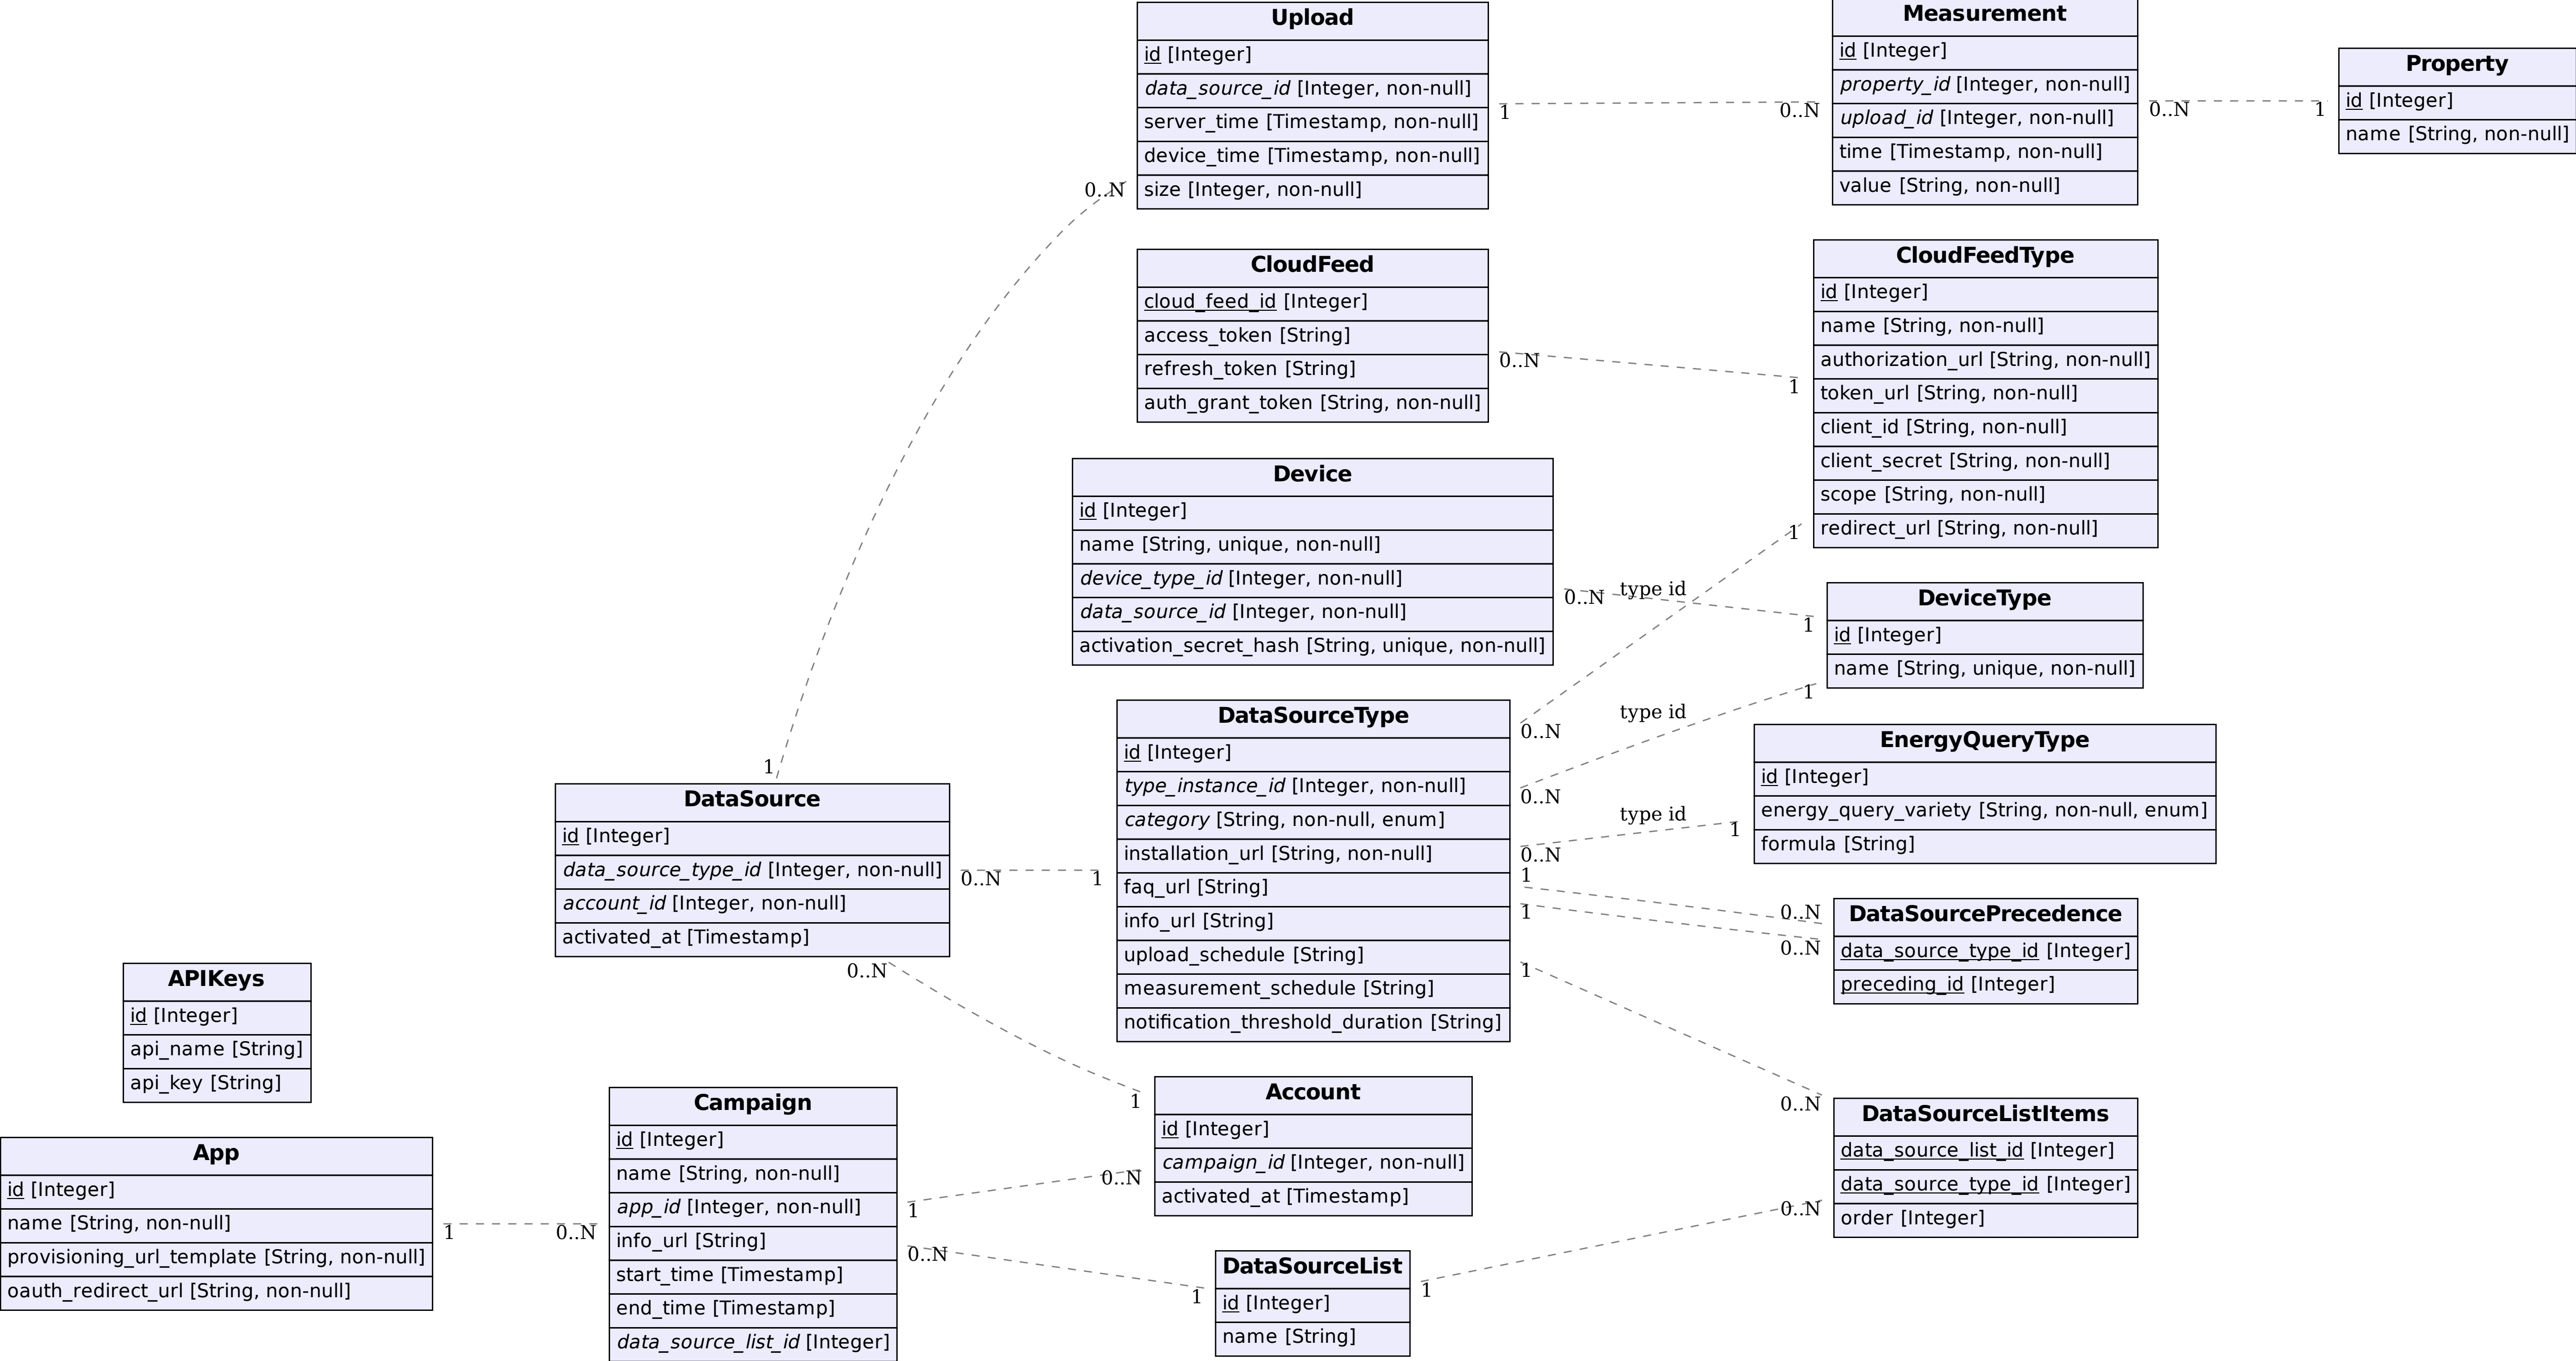 Upload
id [Integer]
data_source_id [Integer, non-null]
server_time [Timestamp, non-null]
device_time [Timestamp, non-null]
size [Integer, non-null]
1
0..N
0..N
Measurement
id [Integer]
property_id [Integer, non-null]
upload_id [Integer, non-null]
time [Timestamp, non-null]
value [String, non-null]
0..N
1
Property
id [Integer]
name [String, non-null]
CloudFeed
cloud_feed_id [Integer]
access_token [String]
refresh_token [String]
auth_grant_token [String, non-null]
0..N
1
CloudFeedType
id [Integer]
name [String, non-null]
authorization_url [String, non-null]
token_url [String, non-null]
client_id [String, non-null]
client_secret [String, non-null]
scope [String, non-null]
redirect_url [String, non-null]
1
Device
id [Integer]
name [String, unique, non-null]
device_type_id [Integer, non-null]
data_source_id [Integer, non-null]
activation_secret_hash [String, unique, non-null]
0..N
type id
1
DeviceType
id [Integer]
name [String, unique, non-null]
1
DataSourceType
id [Integer]
type_instance_id [Integer, non-null]
category [String, non-null, enum]
installation_url [String, non-null]
faq_url [String]
info_url [String]
upload_schedule [String]
measurement_schedule [String]
notification_threshold_duration [String]
0..N
type id
0..N
type id
0..N
1
1
1
1
EnergyQueryType
id [Integer]
energy_query_variety [String, non-null, enum]
formula [String]
0..N
0..N
DataSourcePrecedence
data_source_type_id [Integer]
preceding_id [Integer]
1
DataSource
id [Integer]
data_source_type_id [Integer, non-null]
account_id [Integer, non-null]
activated_at [Timestamp]
0..N
1
0..N
APIKeys
id [Integer]
api_name [String]
api_key [String]
App
id [Integer]
name [String, non-null]
provisioning_url_template [String, non-null]
oauth_redirect_url [String, non-null]
1
0..N
Campaign
id [Integer]
name [String, non-null]
app_id [Integer, non-null]
info_url [String]
start_time [Timestamp]
end_time [Timestamp]
data_source_list_id [Integer]
1
0..N
1
0..N
1
Account
id [Integer]
campaign_id [Integer, non-null]
activated_at [Timestamp]
DataSourceList
id [Integer]
name [String]
1
0..N
0..N
DataSourceListItems
data_source_list_id [Integer]
data_source_type_id [Integer]
order [Integer]